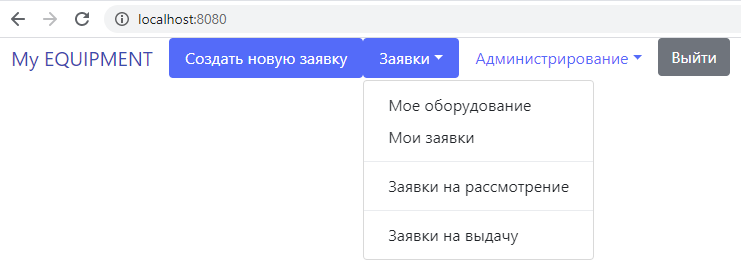 localhost:8080
My EQUIPMENT Создать новую заявку Заявки Администрирование Выйти
Мое оборудование
Мои заявки
Заявки на рассмотрение
Заявки на выдачу